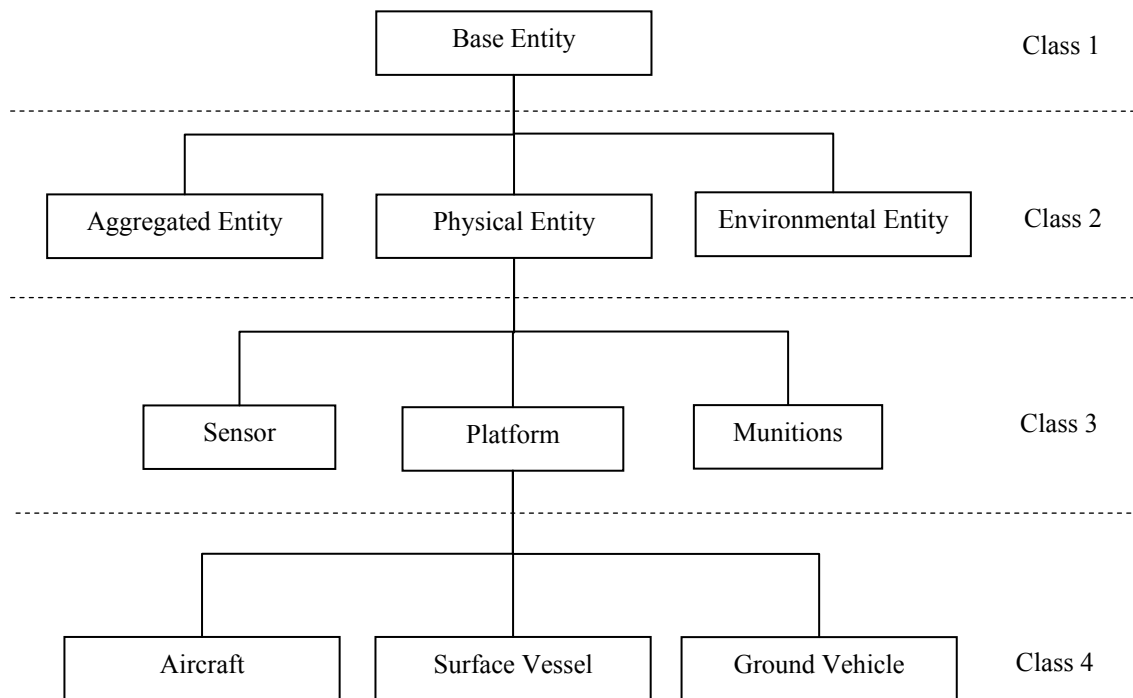 Base Entity
Class 1
Aggregated Entity
Physical Entity
Environmental Entity
Class 2
Sensor
Platform
Munitions
Class 3
Aircraft
Surface Vessel
Ground Vehicle
Class 4